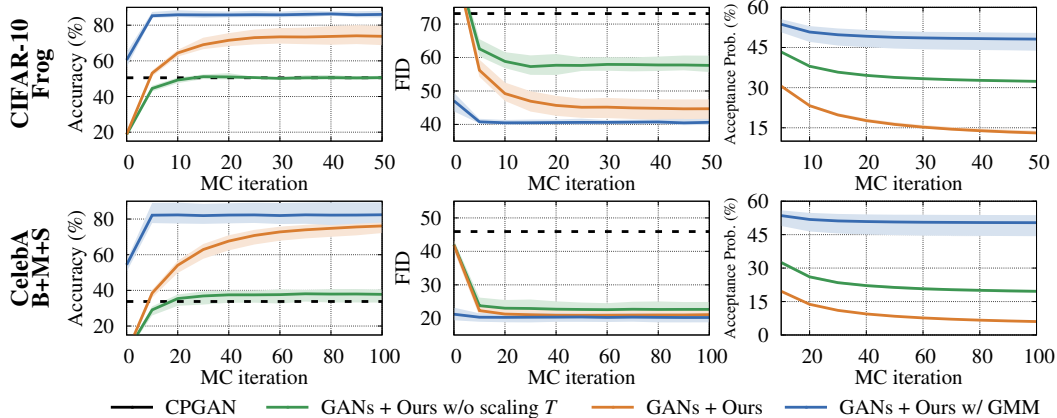 CIFAR-10
Frog
Accuracy (%)
80
60
40
20
0 10 20 30 40 50
MC iteration
FID
70
60
50
40
0 10 20 30 40 50
MC iteration
Acceptance Prob. (%)
60
45
30
15
10 20 30 40 50
MC iteration
CelebA
B+M+S
Accuracy (%)
80
60
40
20
0 20 40 60 80 100
MC iteration
FID
50
40
30
20
0 20 40 60 80 100
MC iteration
Acceptance Prob. (%)
60
45
30
15
0
20 40 60 80 100
MC iteration
CPGAN GANs + Ours w/o scaling T GANs + Ours GANs + Ours w/ GMM